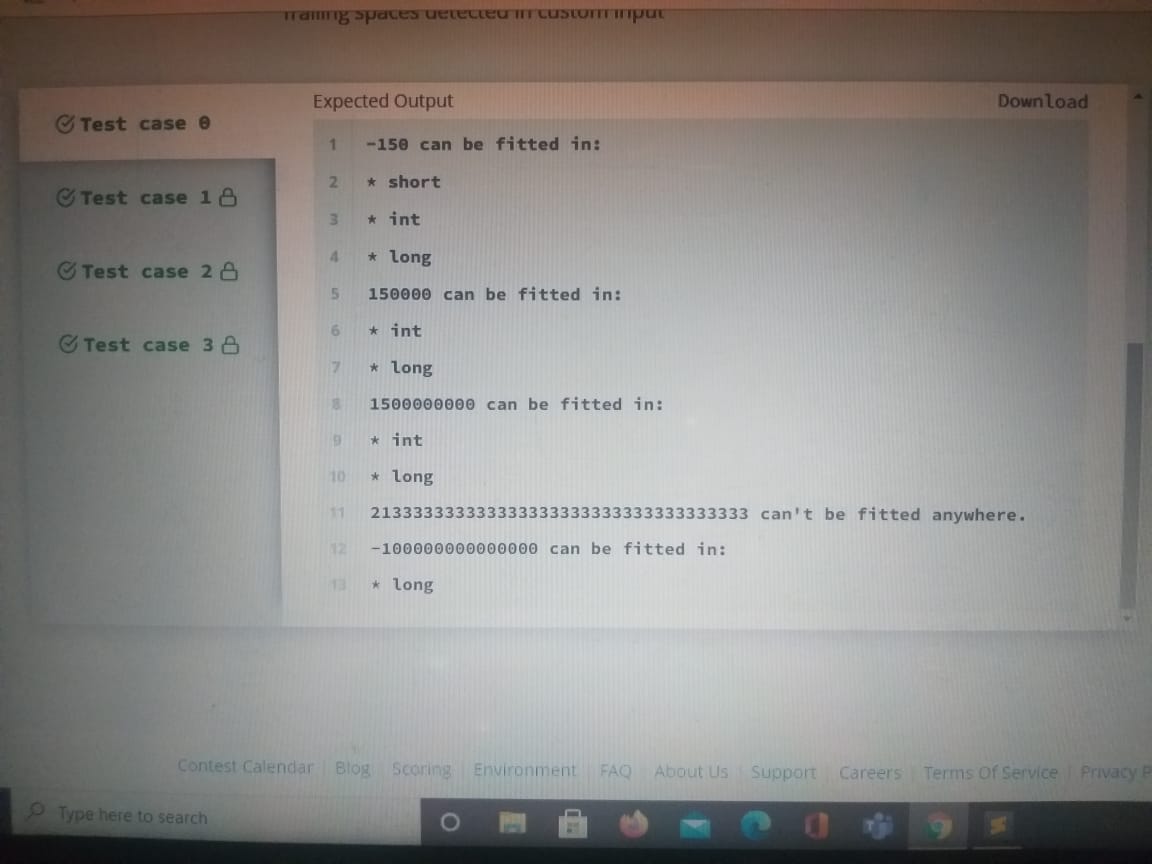 Trailing spaces detected in custom input
Expected Output
Download
Test case 0
Test case 1
Test case 2
Test case 3
1 -150 can be fitted in:
2 * short
3 * int
4 * long
5 150000 can be fitted in:
6 * int
7 * long
8 1500000000 can be fitted in:
9 * int
10 * long
11 213333333333333333333333333333333333 can't be fitted anywhere.
12 -100000000000000 can be fitted in:
13 * long
Contest Calendar | Blog | Scoring | Environment | FAQ | About Us | Support | Careers | Terms Of Service | Privacy P
Type here to search